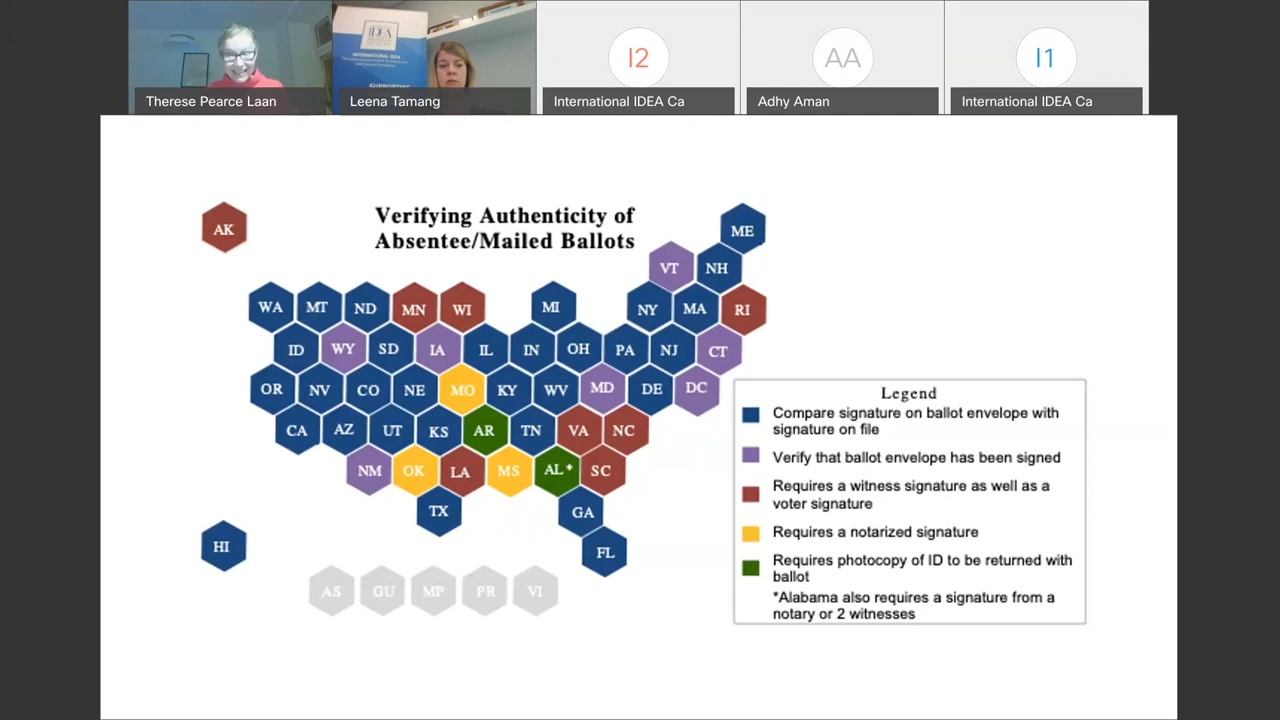 IDEA
INTERNATIONAL IDEA
SUPPORTING
I2
AA
I1
Therese Pearce Laan
Leena Tamang
International IDEA Ca
Adhy Aman
International IDEA Ca
Verifying Authenticity of
Absentee/Mailed Ballots
AK
ME
VT
NH
WA
MT
ND
MN
WI
MI
NY
MA
RI
ID
WY
SD
IA
IL
IN
OH
PA
NJ
CT
OR
NV
CO
NE
MO
KY
WV
MD
DE
DC
CA
AZ
UT
KS
AR
TN
VA
NC
NM
OK
LA
MS
AL*
SC
TX
GA
HI
FL
AS
GU
MP
PR
VI
Legend
Compare signature on ballot envelope with
signature on file
Verify that ballot envelope has been signed
Requires a witness signature as well as a
voter signature
Requires a notarized signature
Requires photocopy of ID to be returned with
ballot
*Alabama also requires a signature from a
notary or 2 witnesses